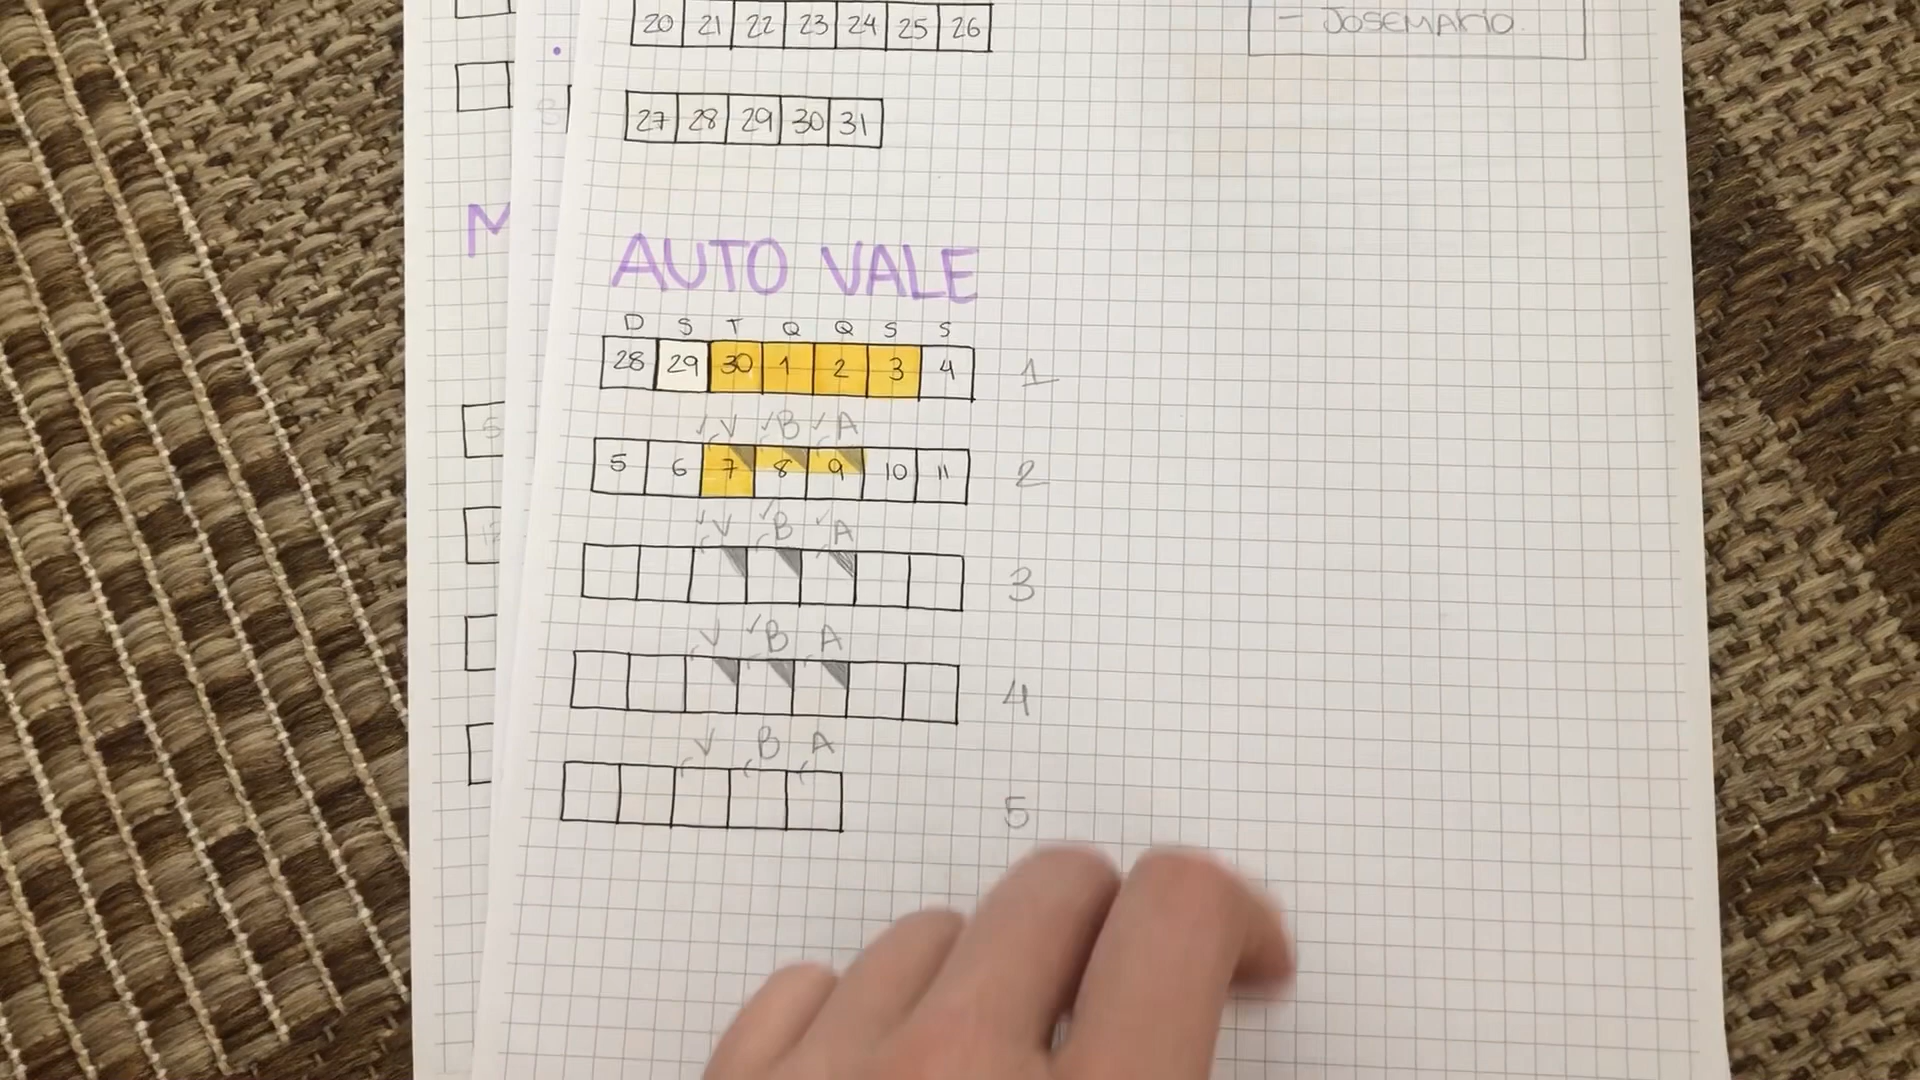 20 21 22 23 24 25 26
- JOSEMARIO.
27 28 29 30 31
M
AUTO VALE
D S T Q Q S S
28 29 30 1 2 3 4 1
V B A
5 6 7 8 9 10 11 2
V B A
3
V B A
4
V B A
5